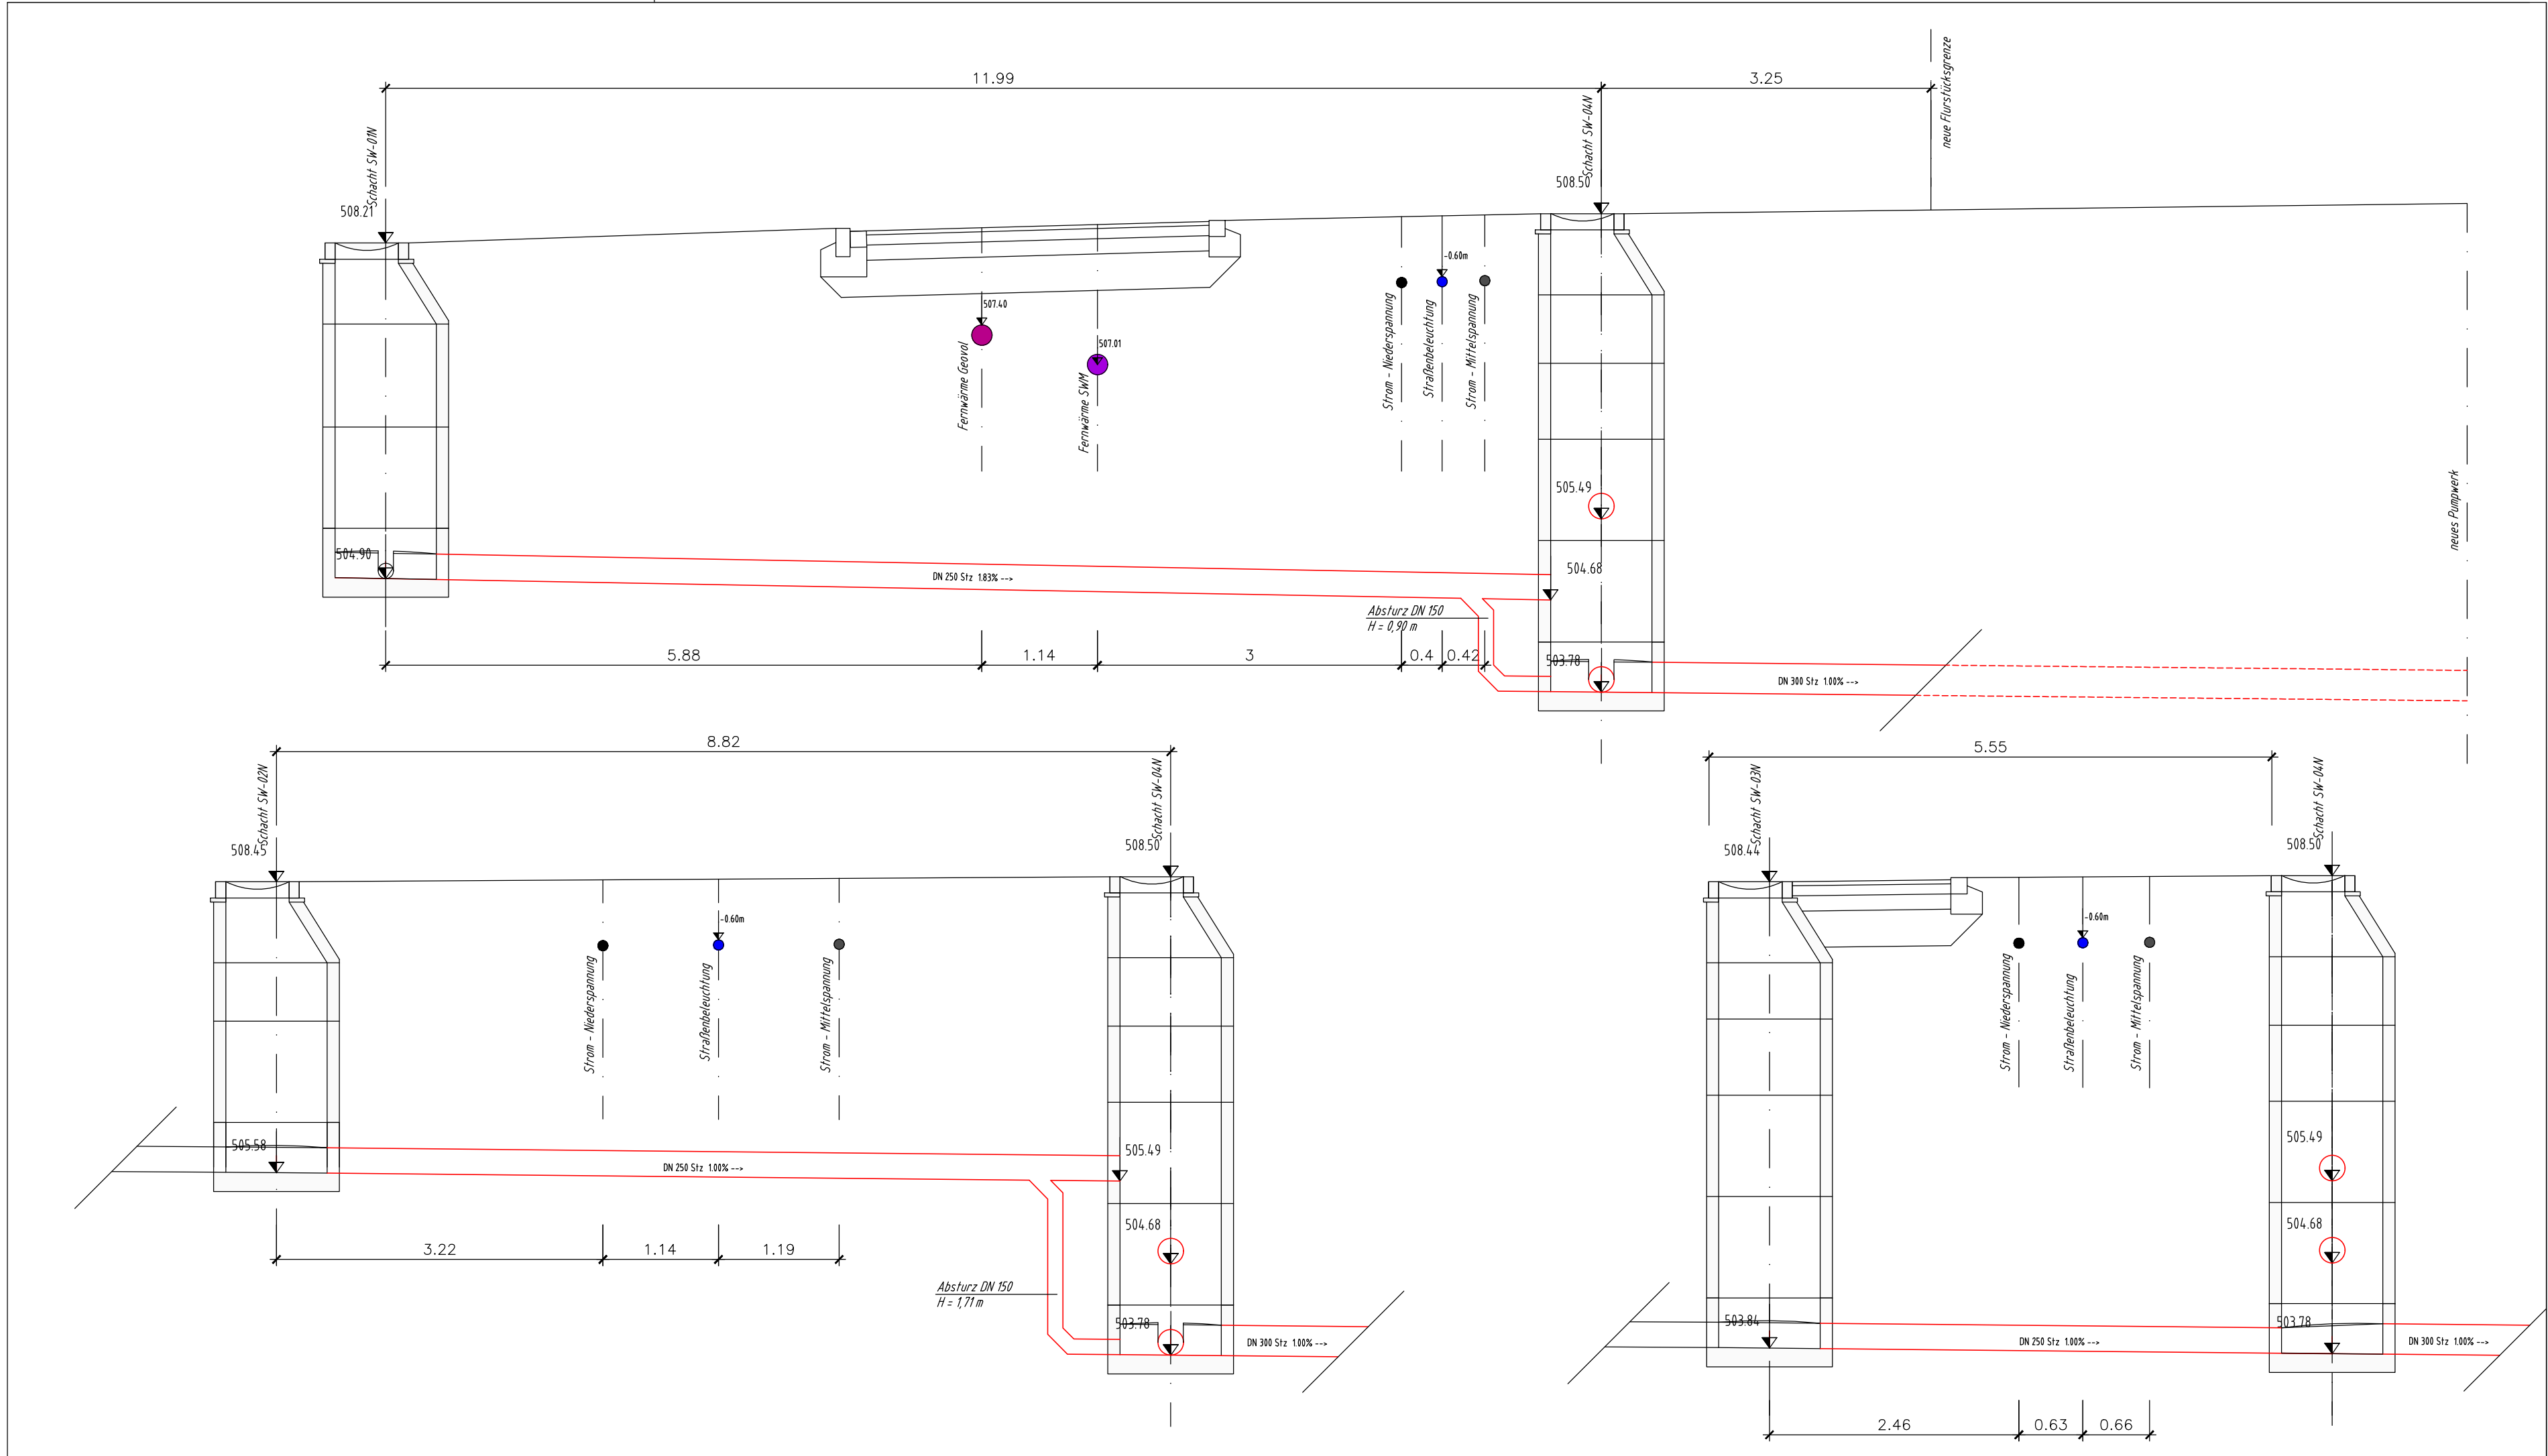 11.99
3.25
neue Flurstücksgrenze
Schacht SW-01N
Schacht SW-04N
508.21
508.50
-0.60m
507.40
507.01
Fernwärme Geovol
Fernwärme SWM
Strom - Niederspannung
Straßenbeleuchtung
Strom - Mittelspannung
505.49
neues Pumpwerk
504.90
DN 250 Stz 1.83% -->
504.68
Absturz DN 150
H = 0,90 m
5.88
1.14
3
0.4
0.42
503.78
DN 300 Stz 1.00% -->
8.82
Schacht SW-02N
Schacht SW-04N
508.45
508.50
-0.60m
Strom - Niederspannung
Straßenbeleuchtung
Strom - Mittelspannung
505.58
505.49
DN 250 Stz 1.00% -->
504.68
3.22
1.14
1.19
Absturz DN 150
H = 1,71 m
503.78
DN 300 Stz 1.00% -->
5.55
Schacht SW-03N
Schacht SW-04N
508.44
508.50
-0.60m
Strom - Niederspannung
Straßenbeleuchtung
Strom - Mittelspannung
505.49
504.68
503.84
503.78
DN 250 Stz 1.00% -->
DN 300 Stz 1.00% -->
2.46
0.63
0.66